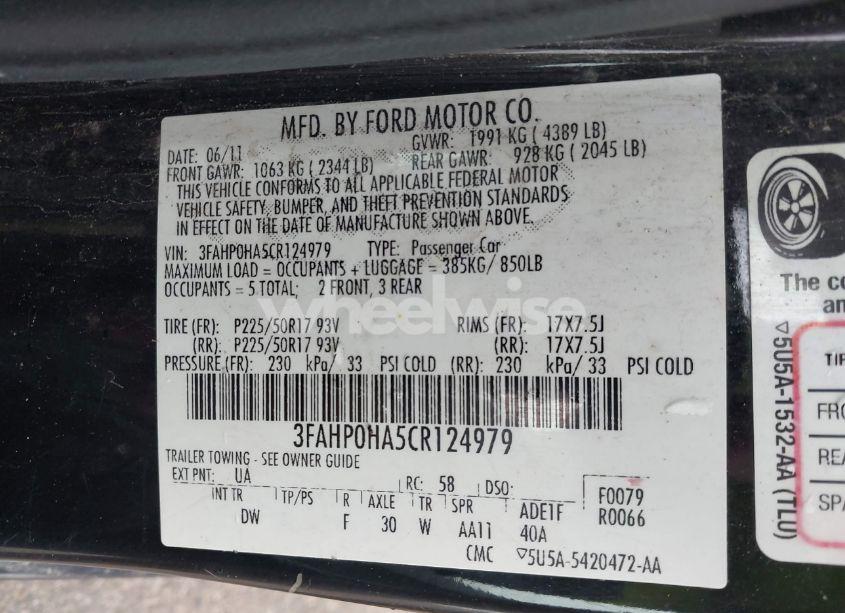 MFD. BY FORD MOTOR CO.
DATE: 06/11 GVWR: 1991 KG ( 4389 LB)
FRONT GAWR: 1063 KG ( 2344 LB) REAR GAWR: 928 KG ( 2045 LB)
THIS VEHICLE CONFORMS TO ALL APPLICABLE FEDERAL MOTOR
VEHICLE SAFETY, BUMPER, AND THEFT PREVENTION STANDARDS
IN EFFECT ON THE DATE OF MANUFACTURE SHOWN ABOVE.
VIN: 3FAHP0HA5CR124979 TYPE: Passenger Car
MAXIMUM LOAD = OCCUPANTS + LUGGAGE = 385KG/ 850LB
OCCUPANTS = 5 TOTAL; 2 FRONT, 3 REAR
wheelwise
TIRE (FR): P225/50R17 93V RIMS (FR): 17X7.5J
(RR): P225/50R17 93V (RR): 17X7.5J
PRESSURE (FR): 230 kPa/ 33 PSI COLD (RR): 230 kPa/ 33 PSI COLD
3FAHP0HA5CR124979
TRAILER TOWING - SEE OWNER GUIDE
EXT PNT: UA RC: 58 DSO: F0079
INT TR TP/PS R AXLE TR SPR ADE1F R0066
DW F 30 W AA11 40A
CMC ▽5U5A-5420472-AA
▽5U5A-1532-AA (TLU)
The co
an
TIR
FRO
REA
SPA